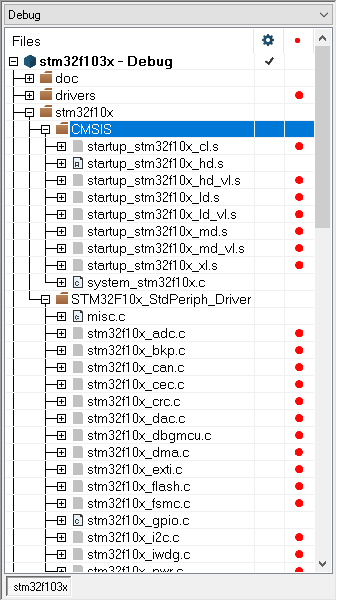 Debug
Files
stm32f103x - Debug
doc
drivers
stm32f10x
CMSIS
startup_stm32f10x_cl.s
startup_stm32f10x_hd.s
startup_stm32f10x_hd_vl.s
startup_stm32f10x_ld.s
startup_stm32f10x_ld_vl.s
startup_stm32f10x_md.s
startup_stm32f10x_md_vl.s
startup_stm32f10x_xl.s
system_stm32f10x.c
STM32F10x_StdPeriph_Driver
misc.c
stm32f10x_adc.c
stm32f10x_bkp.c
stm32f10x_can.c
stm32f10x_cec.c
stm32f10x_crc.c
stm32f10x_dac.c
stm32f10x_dbgmcu.c
stm32f10x_dma.c
stm32f10x_exti.c
stm32f10x_flash.c
stm32f10x_fsmc.c
stm32f10x_gpio.c
stm32f10x_i2c.c
stm32f10x_iwdg.c
stm32f10x_pwr.c
stm32f103x